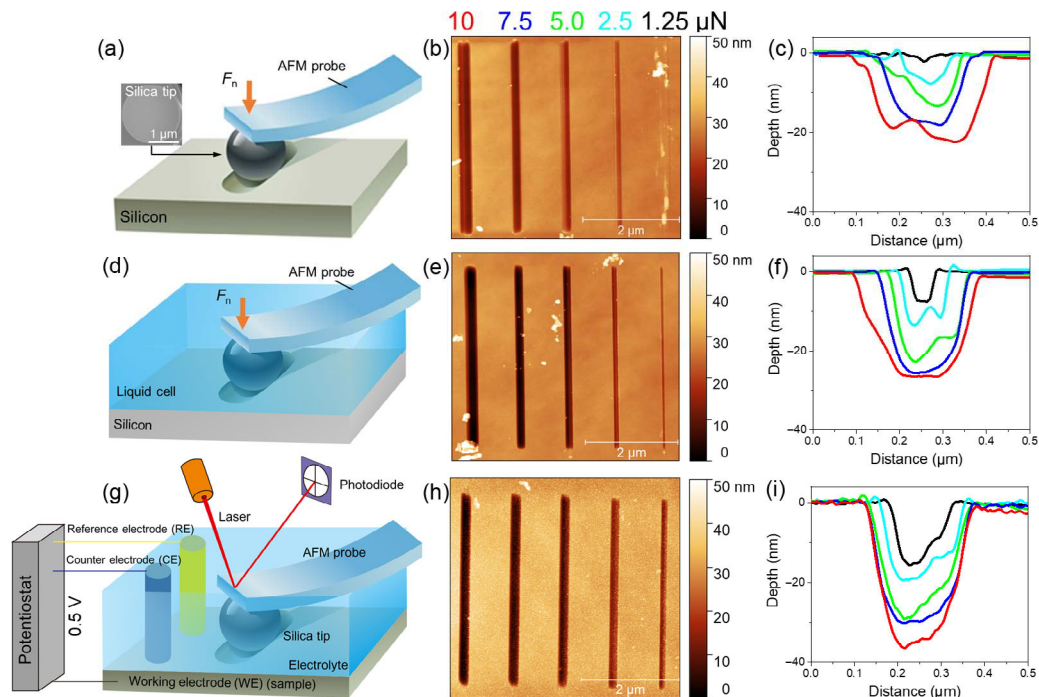 10 7.5 5.0 2.5 1.25 µN
(a)
AFM probe
Fn
Silica tip
1 µm
Silicon
(b)
2 µm
50 nm
40
30
20
10
0
(c)
0
−20
−40
Depth (nm)
0.0 0.1 0.2 0.3 0.4 0.5
Distance (µm)
(d)
AFM probe
Fn
Liquid cell
Silicon
(e)
2 µm
50 nm
40
30
20
10
0
(f)
0
−20
−40
Depth (nm)
0.0 0.1 0.2 0.3 0.4 0.5
Distance (µm)
(g)
Laser
Photodiode
Reference electrode (RE)
Counter electrode (CE)
AFM probe
Potentiostat
0.5 V
Silica tip
Electrolyte
Working electrode (WE) (sample)
(h)
2 µm
50 nm
40
30
20
10
0
(i)
0
−20
−40
Depth (nm)
0.0 0.1 0.2 0.3 0.4 0.5
Distance (µm)